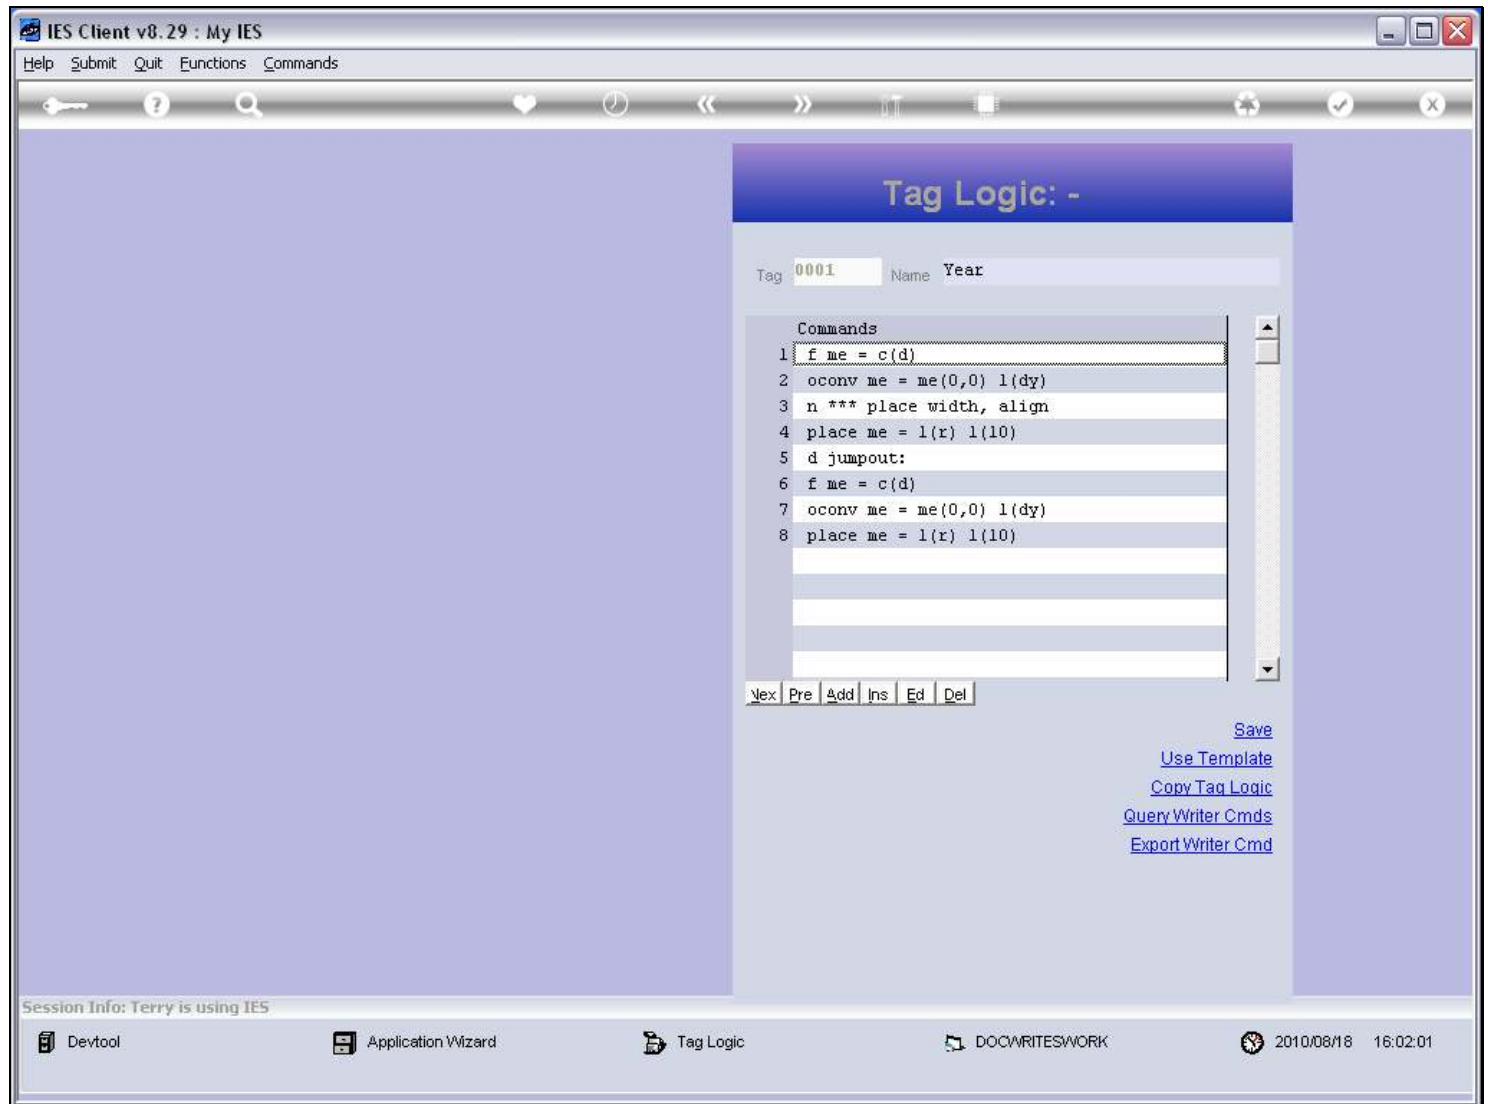 IES Client v8.29 : My IES
Help Submit Quit Functions Commands
Tag Logic: -
Tag 0001 Name Year
Commands
1 f me = c(d)
2 oconv me = me(0,0) l(dy)
3 n *** place width, align
4 place me = l(r) l(10)
5 d jumpout:
6 f me = c(d)
7 oconv me = me(0,0) l(dy)
8 place me = l(r) l(10)
Nex Pre Add Ins Ed Del
Save
Use Template
Copy Tag Logic
Query Writer Cmds
Export Writer Cmd
Session Info: Terry is using IES
Devtool Application Wizard Tag Logic DOCWRITESWORK 2010/08/18 16:02:01